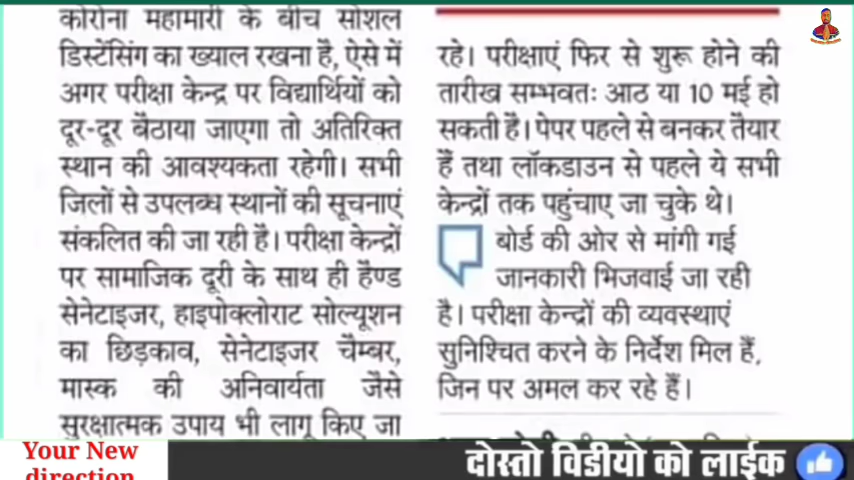 कोरोना महामारी के बीच सोशल
डिस्टेंसिंग का ख्याल रखना है, ऐसे में
अगर परीक्षा केन्द्र पर विद्यार्थियों को
दूर-दूर बैठाया जाएगा तो अतिरिक्त
स्थान की आवश्यकता रहेगी। सभी
जिलों से उपलब्ध स्थानों की सूचनाएं
संकलित की जा रही है। परीक्षा केन्द्रों
पर सामाजिक दूरी के साथ ही हैण्ड
सेनेटाइजर, हाइपोक्लोराट सोल्यूशन
का छिड़काव, सेनेटाइजर चैम्बर,
मास्क की अनिवार्यता जैसे
सुरक्षात्मक उपाय भी लागू किए जा
रहे। परीक्षाएं फिर से शुरू होने की
तारीख सम्भवतः आठ या 10 मई हो
सकती है। पेपर पहले से बनकर तैयार
हैं तथा लॉकडाउन से पहले ये सभी
केन्द्रों तक पहुंचाए जा चुके थे।
बोर्ड की ओर से मांगी गई
जानकारी भिजवाई जा रही
है। परीक्षा केन्द्रों की व्यवस्थाएं
सुनिश्चित करने के निर्देश मिल हैं,
जिन पर अमल कर रहे हैं।
Your New
direction
दोस्तो विडीयो को लाईक